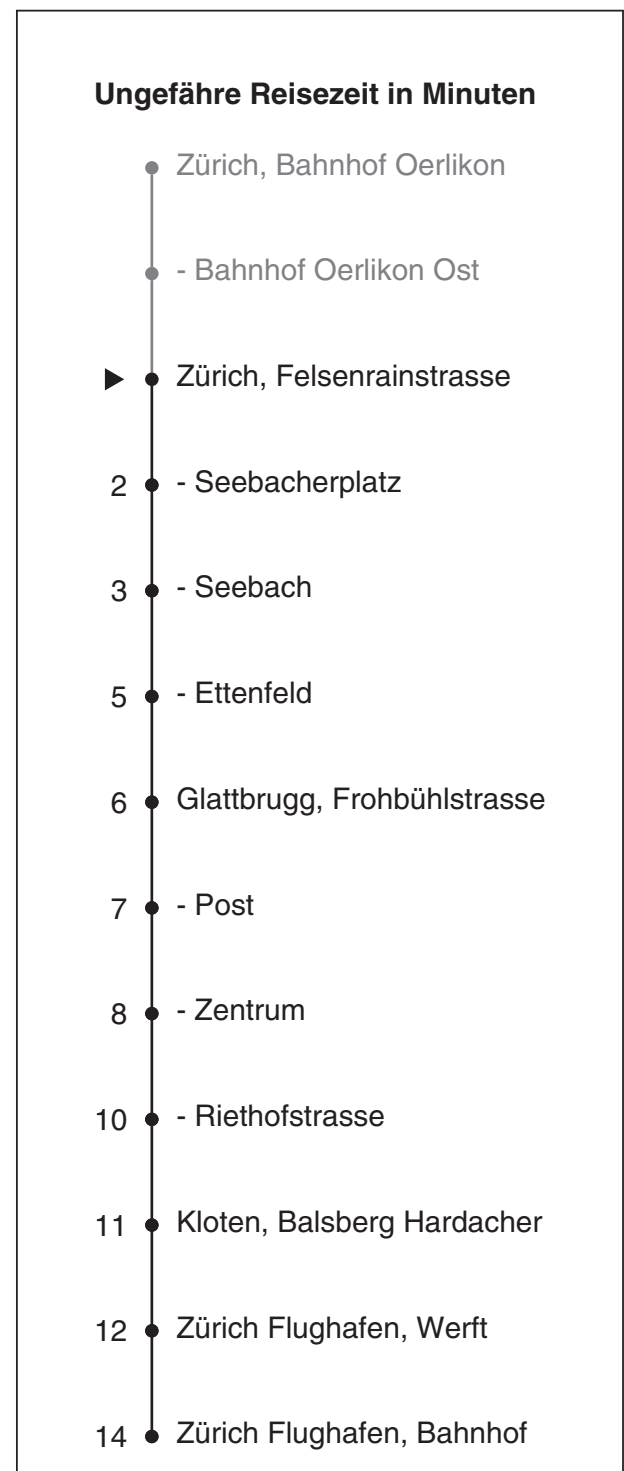 Ungefähre Reisezeit in Minuten
Zürich, Bahnhof Oerlikon
- Bahnhof Oerlikon Ost
Zürich, Felsenrainstrasse
2 - Seebacherplatz
3 - Seebach
5 - Ettenfeld
6 Glattbrugg, Frohbühlstrasse
7 - Post
8 - Zentrum
10 - Riethofstrasse
11 Kloten, Balsberg Hardacher
12 Zürich Flughafen, Werft
14 Zürich Flughafen, Bahnhof